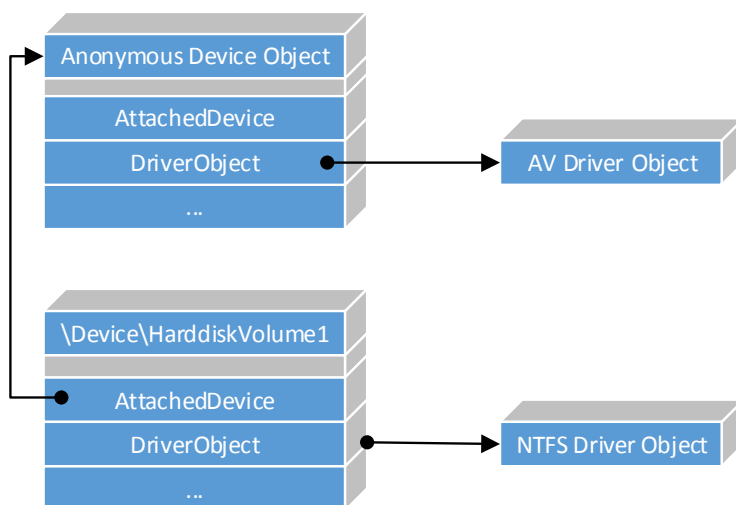 Anonymous Device Object
AttachedDevice
DriverObject
...
AV Driver Object
\Device\HarddiskVolume1
AttachedDevice
DriverObject
...
NTFS Driver Object